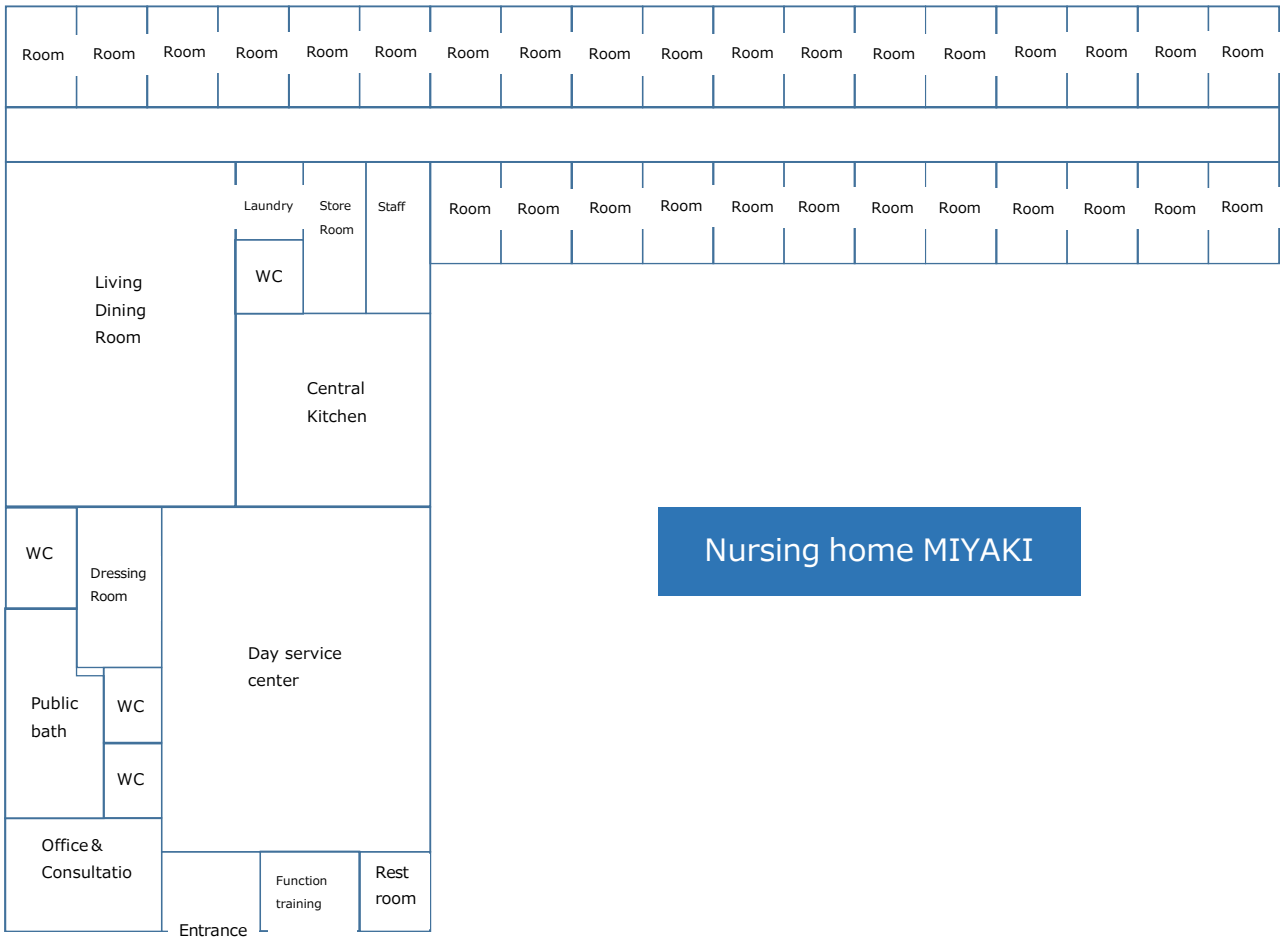 Room Room Room Room Room Room Room Room Room Room Room Room Room Room Room Room Room Room
Laundry
Store
Room
Staff
Room Room Room Room Room Room Room Room Room Room Room Room
WC
Living
Dining
Room
Central
Kitchen
Nursing home MIYAKI
WC
Dressing
Room
Day service
center
Public
bath
WC
WC
Office &
Consultatio
Entrance
Function
training
Rest
room